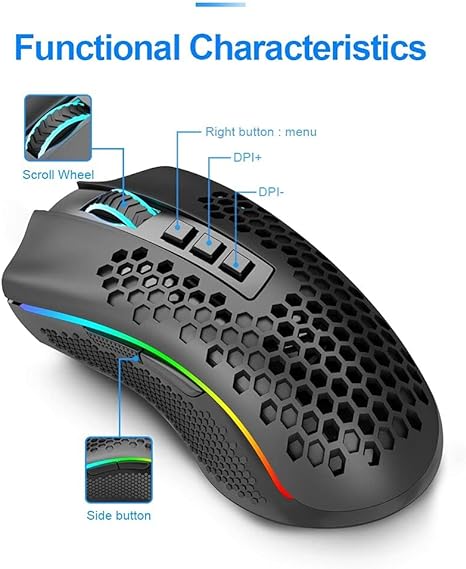 Functional Characteristics
Right button : menu
DPI+
Scroll Wheel
DPI-
Side button